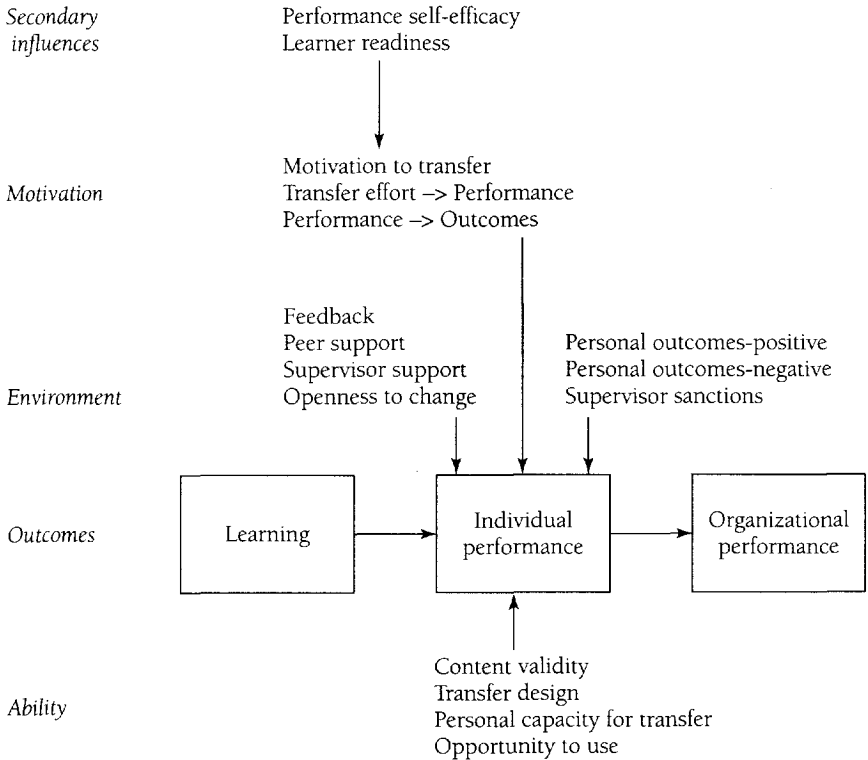 Secondary
influences
Performance self-efficacy
Learner readiness
Motivation
Motivation to transfer
Transfer effort –> Performance
Performance –> Outcomes
Environment
Feedback
Peer support
Supervisor support
Openness to change
Personal outcomes-positive
Personal outcomes-negative
Supervisor sanctions
Outcomes
Learning
Individual
performance
Organizational
performance
Ability
Content validity
Transfer design
Personal capacity for transfer
Opportunity to use